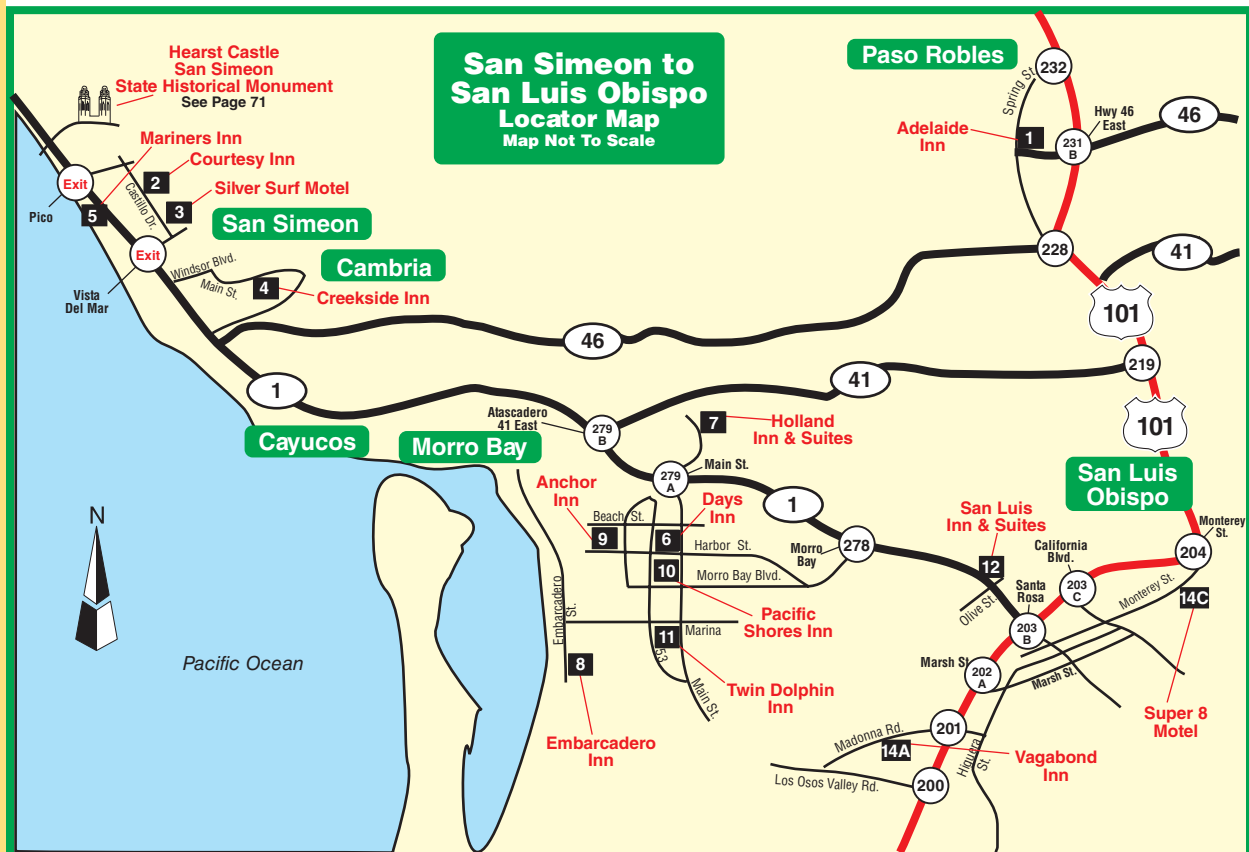 San Simeon to
San Luis Obispo
Locator Map
Map Not To Scale
Hearst Castle
San Simeon
State Historical Monument
See Page 71
Mariners Inn
Courtesy Inn
2
Silver Surf Motel
3
Castillo Dr.
Exit
Pico
5
San Simeon
Exit
Vista
Del Mar
Windsor Blvd.
Main St.
4
Cambria
Creekside Inn
Paso Robles
232
Spring St.
Adelaide
Inn
1
231
B
Hwy 46
East
46
228
41
101
46
219
41
101
1
Cayucos
Morro Bay
Atascadero
41 East
279
B
7
Holland
Inn & Suites
279
A
Main St.
1
278
Morro
Bay
Anchor
Inn
Days
Inn
Beach St.
9
6
Harbor St.
10
Morro Bay Blvd.
Pacific
Shores Inn
Embarcadero
St.
Marina
11
53
Main St.
Twin Dolphin
Inn
8
Embarcadero
Inn
San Luis
Obispo
San Luis
Inn & Suites
12
Olive St.
Santa
Rosa
203
B
California
Blvd.
203
C
Monterey
St.
204
Monterey St.
14C
Super 8
Motel
Marsh St.
202
A
Marsh St.
Madonna Rd.
201
14A
Vagabond
Inn
Higuera
St.
Los Osos Valley Rd.
200
N
Pacific Ocean